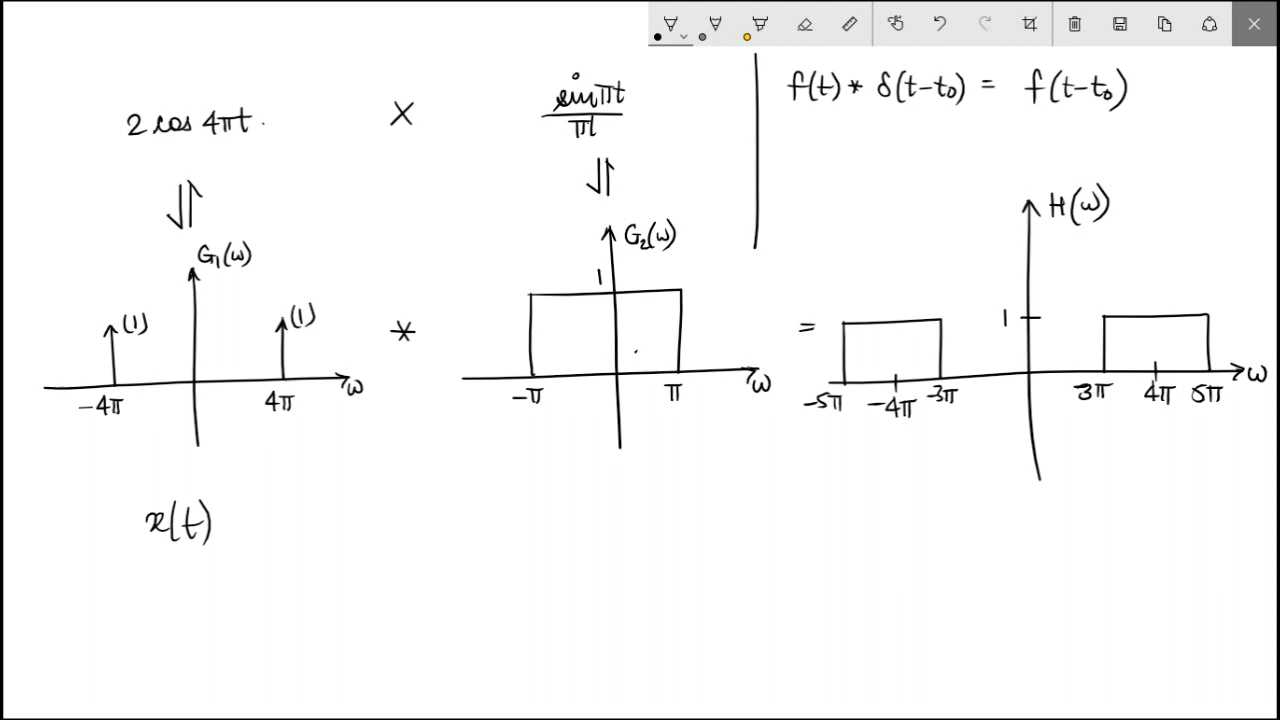 2 cos 4πt × sin πt / πt
f(t) * δ(t-t₀) = f(t-t₀)
⇃↾ ⇃↾
G₁(ω) G₂(ω) H(ω)
(1) (1) * 1 = 1
-4π 4π ω
-π π ω
-5π -4π -3π 3π 4π 5π ω
x(t)